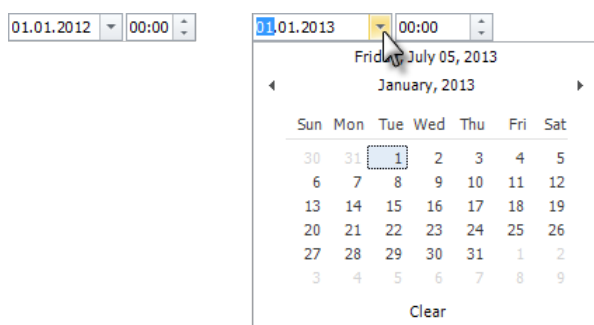 01.01.2012 00:00 01.01.2013 00:00
Friday, July 05, 2013
January, 2013
Sun Mon Tue Wed Thu Fri Sat
30 31 1 2 3 4 5
6 7 8 9 10 11 12
13 14 15 16 17 18 19
20 21 22 23 24 25 26
27 28 29 30 31 1 2
3 4 5 6 7 8 9
Clear